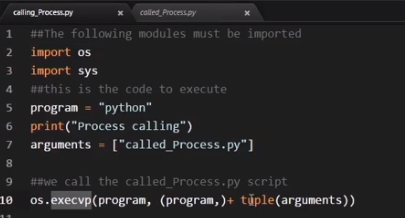 calling_Process.py × called_Process.py ×
1 ##The following modules must be imported
2 import os
3 import sys
4 ##this is the code to execute
5 program = "python"
6 print("Process calling")
7 arguments = ["called_Process.py"]
8
9 ##we call the called_Process.py script
10 os.execvp(program, (program,)+ tuple(arguments))